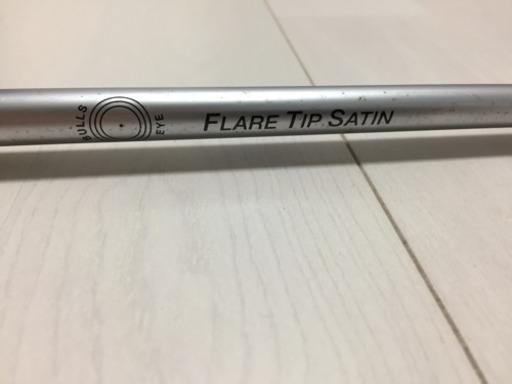 BULLS EYE
FLARE TIP SATIN